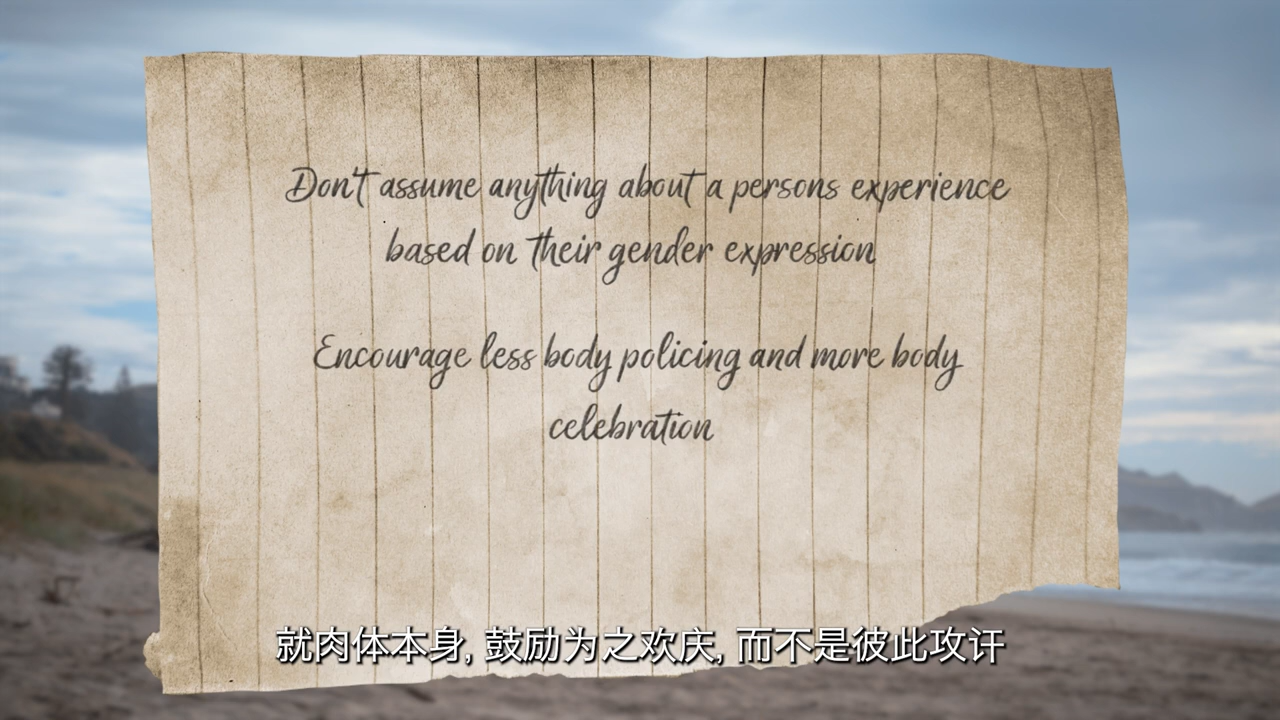 Don't assume anything about a persons experience
based on their gender expression
Encourage less body policing and more body
celebration
就肉体本身, 鼓励为之欢庆, 而不是彼此攻讦